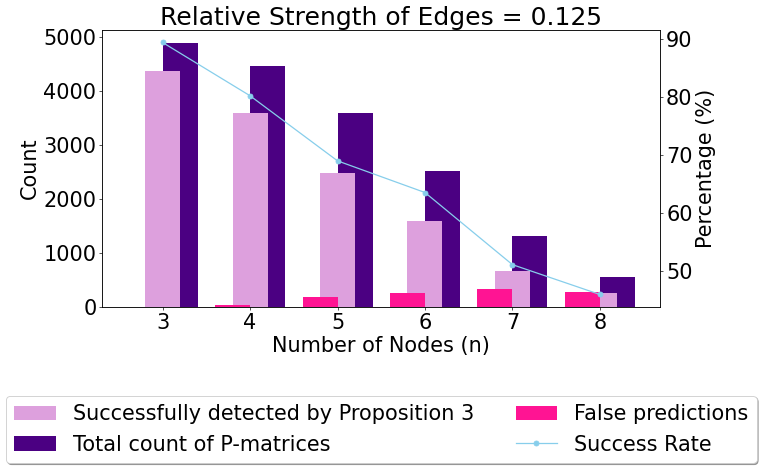 Relative Strength of Edges = 0.125
5000
4000
3000
2000
1000
0
Count
90
80
70
60
50
Percentage (%)
3 4 5 6 7 8
Number of Nodes (n)
Successfully detected by Proposition 3
Total count of P-matrices
False predictions
Success Rate